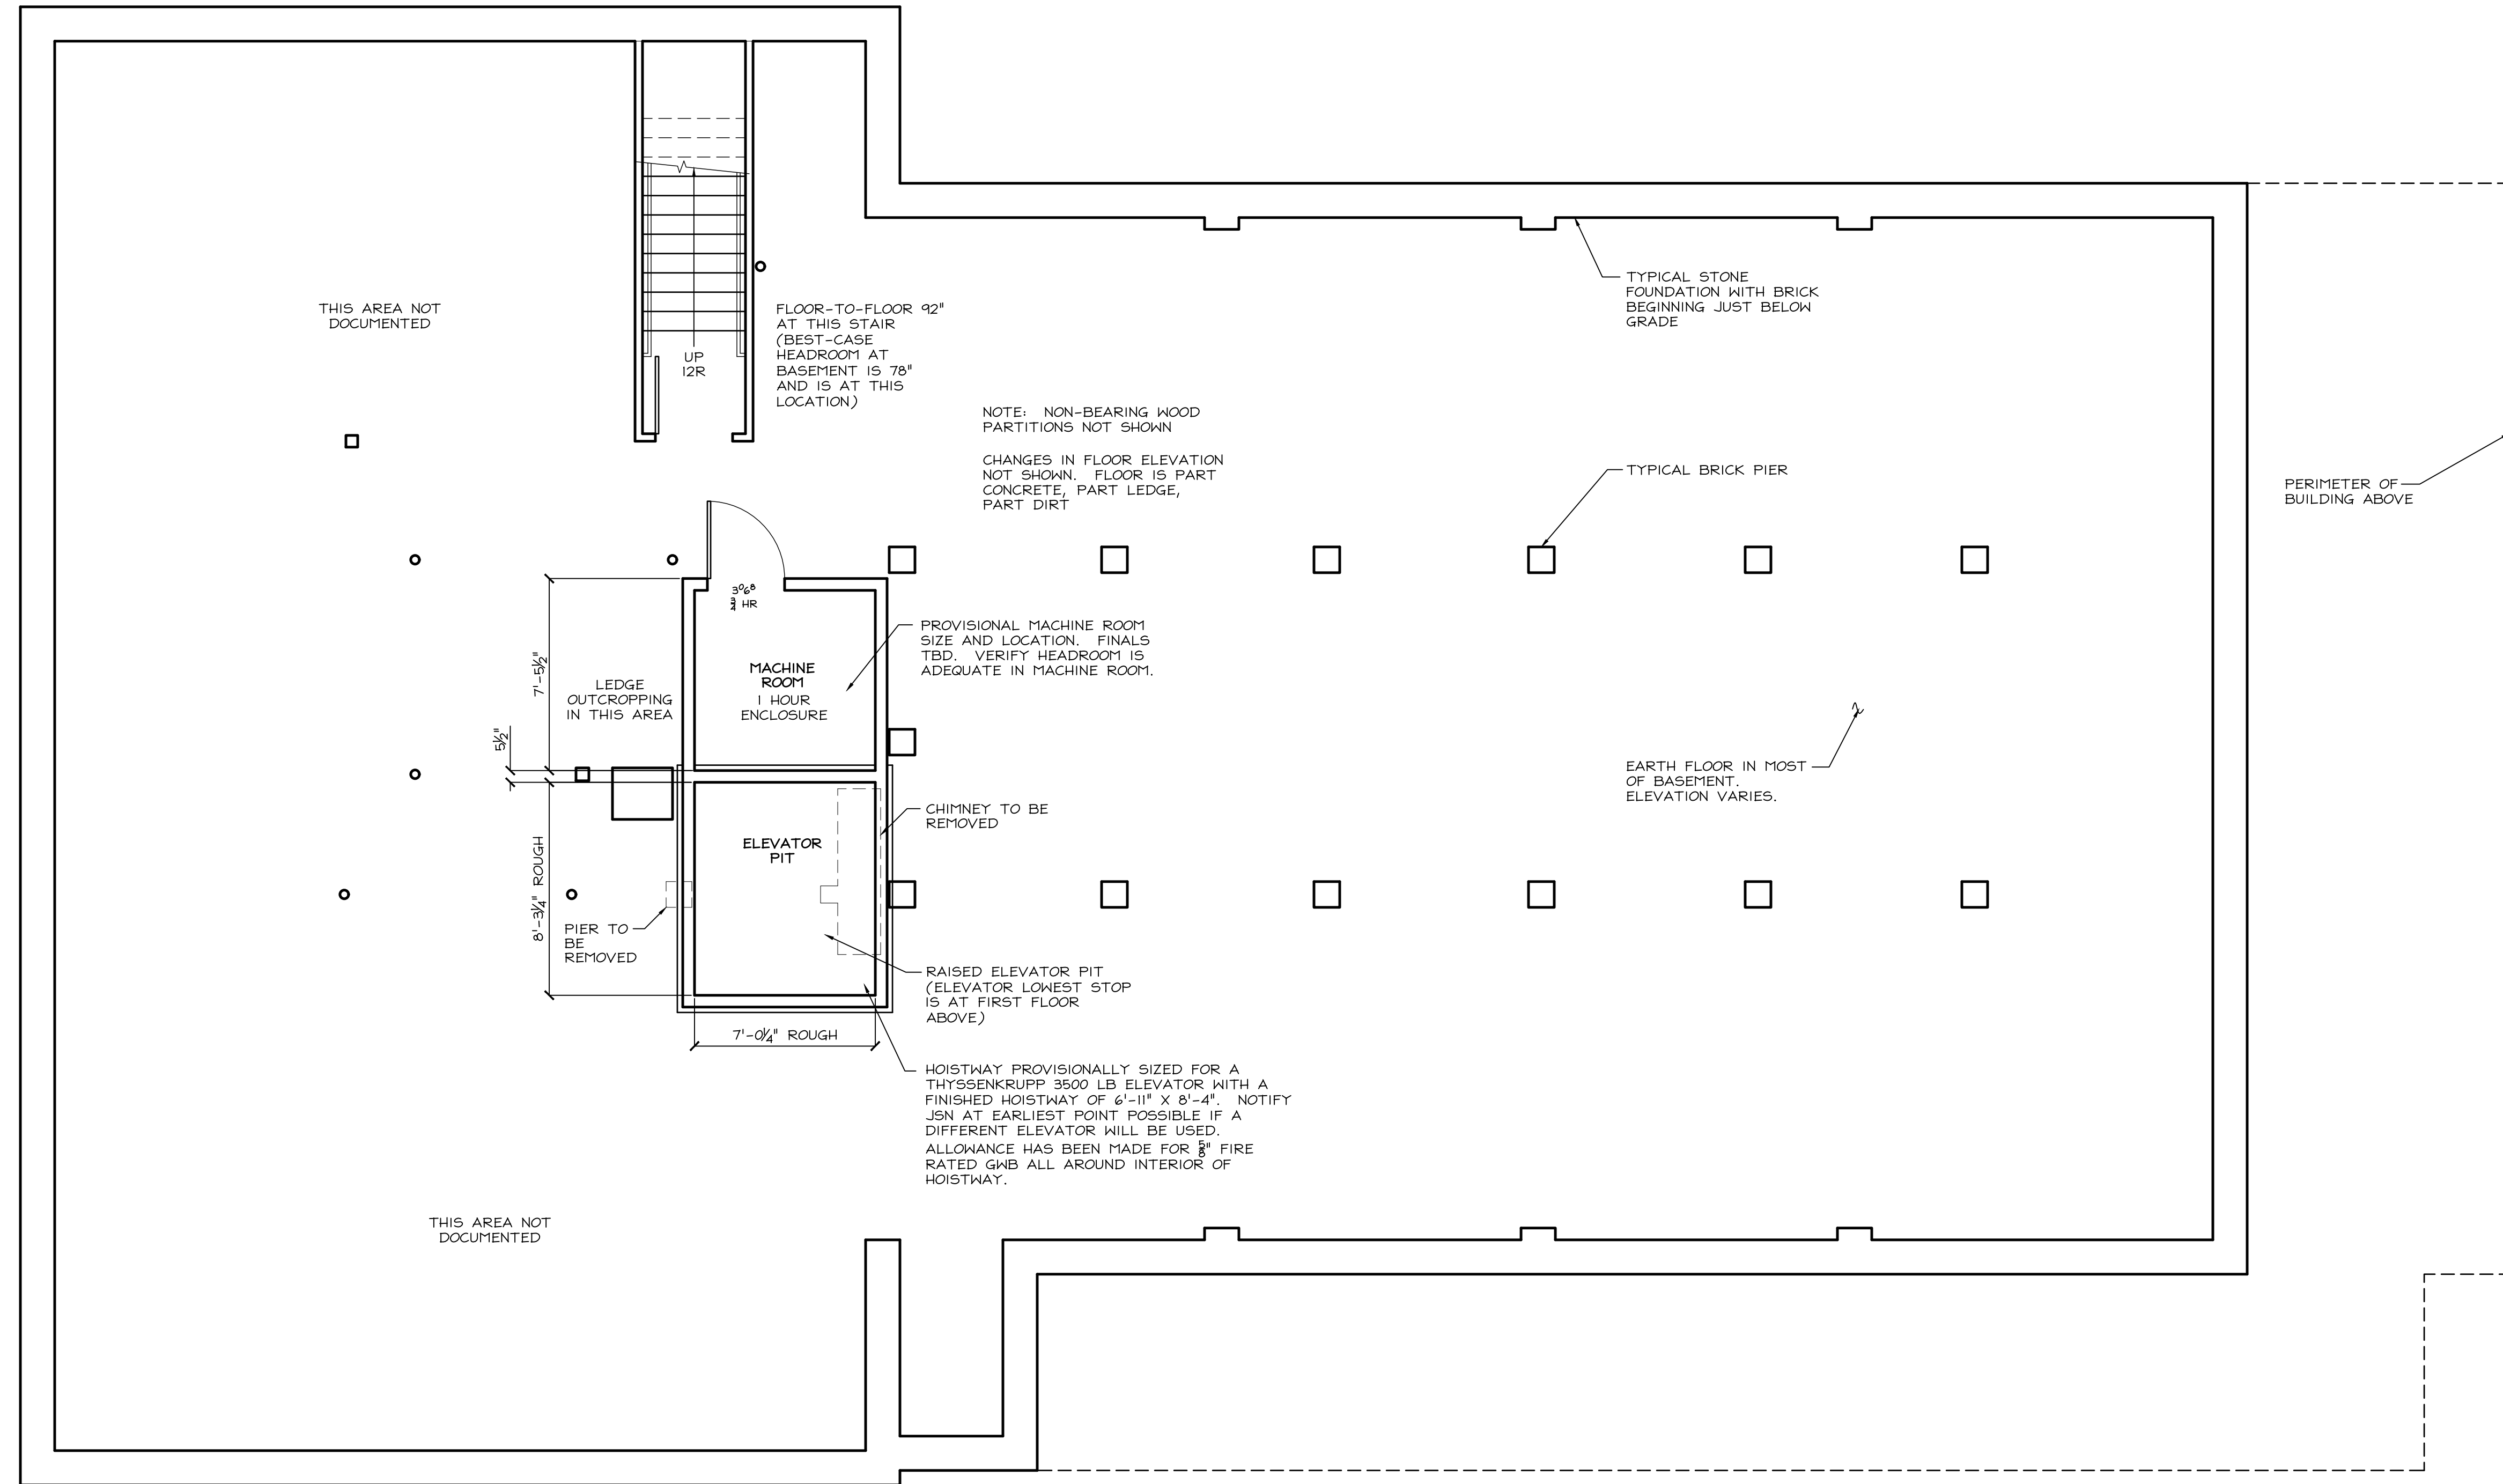 THIS AREA NOT
DOCUMENTED
FLOOR-TO-FLOOR 92"
AT THIS STAIR
(BEST-CASE
HEADROOM AT
BASEMENT IS 78"
AND IS AT THIS
LOCATION)
UP
12R
TYPICAL STONE
FOUNDATION WITH BRICK
BEGINNING JUST BELOW
GRADE
NOTE: NON-BEARING WOOD
PARTITIONS NOT SHOWN
CHANGES IN FLOOR ELEVATION
NOT SHOWN. FLOOR IS PART
CONCRETE, PART LEDGE,
PART DIRT
TYPICAL BRICK PIER
PERIMETER OF
BUILDING ABOVE
3⁰6⁸
3/4 HR
PROVISIONAL MACHINE ROOM
SIZE AND LOCATION. FINALS
TBD. VERIFY HEADROOM IS
ADEQUATE IN MACHINE ROOM.
7'-5½"
LEDGE
OUTCROPPING
IN THIS AREA
MACHINE
ROOM
1 HOUR
ENCLOSURE
5½"
EARTH FLOOR IN MOST
OF BASEMENT.
ELEVATION VARIES.
CHIMNEY TO BE
REMOVED
ELEVATOR
PIT
8'-3¼" ROUGH
PIER TO
BE
REMOVED
RAISED ELEVATOR PIT
(ELEVATOR LOWEST STOP
IS AT FIRST FLOOR
ABOVE)
7'-0¼" ROUGH
HOISTWAY PROVISIONALLY SIZED FOR A
THYSSENKRUPP 3500 LB ELEVATOR WITH A
FINISHED HOISTWAY OF 6'-11" X 8'-4". NOTIFY
JSN AT EARLIEST POINT POSSIBLE IF A
DIFFERENT ELEVATOR WILL BE USED.
ALLOWANCE HAS BEEN MADE FOR ⅝" FIRE
RATED GWB ALL AROUND INTERIOR OF
HOISTWAY.
THIS AREA NOT
DOCUMENTED